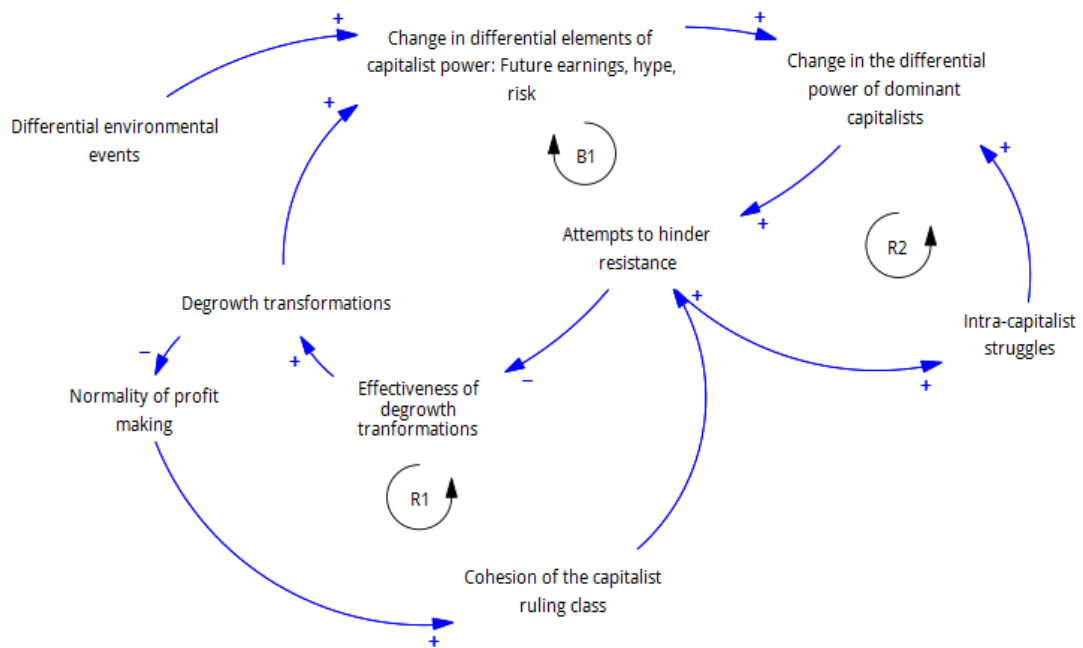 +
+
Change in differential elements of
capitalist power: Future earnings, hype,
risk
Change in the differential
power of dominant
capitalists
+
Differential environmental
events
B1
+
+
Attempts to hinder
resistance
R2
Degrowth transformations
+
Intra-capitalist
struggles
−
+
Normality of profit
making
Effectiveness of
degrowth
tranformations
−
+
R1
Cohesion of the capitalist
ruling class
+